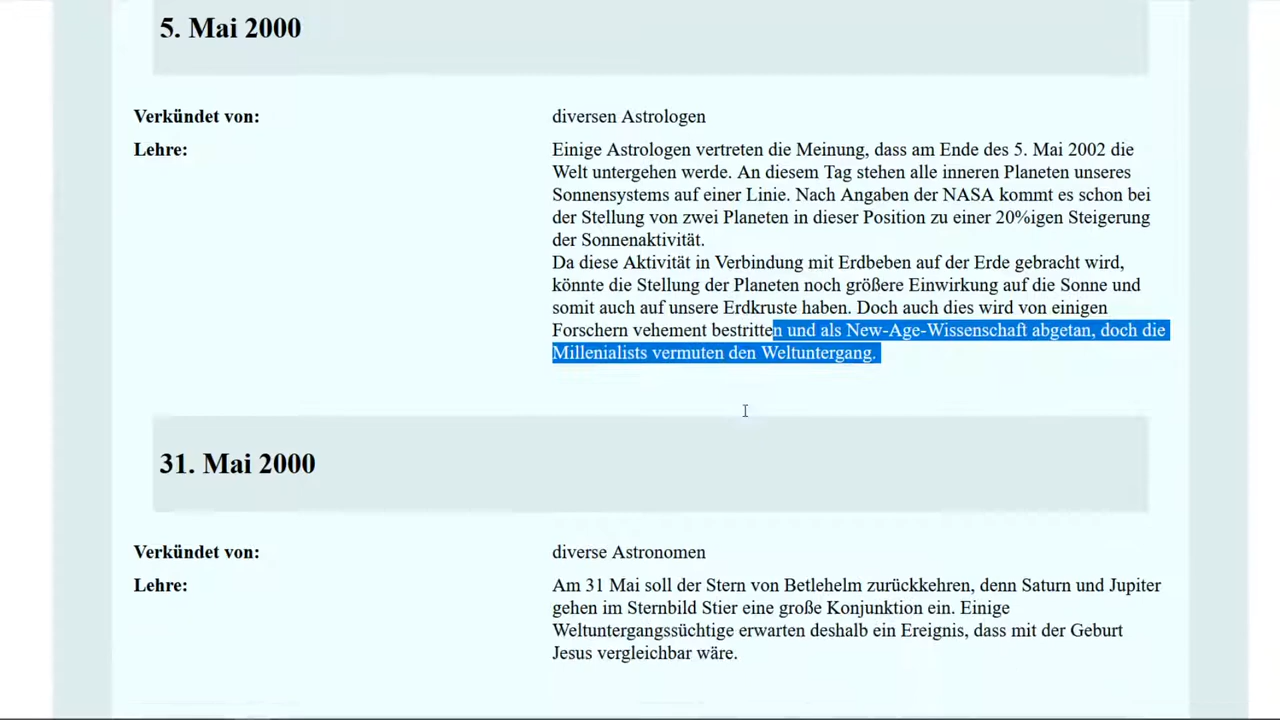 5. Mai 2000
Verkündet von:
diversen Astrologen
Lehre:
Einige Astrologen vertreten die Meinung, dass am Ende des 5. Mai 2002 die
Welt untergehen werde. An diesem Tag stehen alle inneren Planeten unseres
Sonnensystems auf einer Linie. Nach Angaben der NASA kommt es schon bei
der Stellung von zwei Planeten in dieser Position zu einer 20%igen Steigerung
der Sonnenaktivität.
Da diese Aktivität in Verbindung mit Erdbeben auf der Erde gebracht wird,
könnte die Stellung der Planeten noch größere Einwirkung auf die Sonne und
somit auch auf unsere Erdkruste haben. Doch auch dies wird von einigen
Forschern vehement bestritten und als New-Age-Wissenschaft abgetan, doch die
Millenialists vermuten den Weltuntergang.
31. Mai 2000
Verkündet von:
diverse Astronomen
Lehre:
Am 31 Mai soll der Stern von Betlehelm zurückkehren, denn Saturn und Jupiter
gehen im Sternbild Stier eine große Konjunktion ein. Einige
Weltuntergangssüchtige erwarten deshalb ein Ereignis, dass mit der Geburt
Jesus vergleichbar wäre.